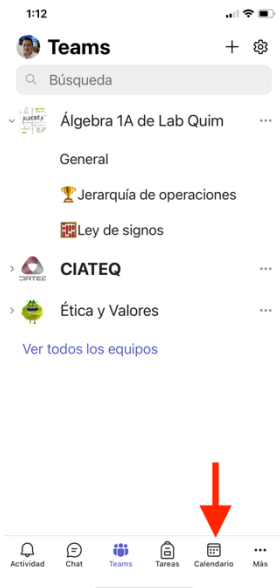 1:12
Teams
Búsqueda
Álgebra 1A de Lab Quim
General
Jerarquía de operaciones
Ley de signos
CIATEQ
CIATEQ
Ética y Valores
Ver todos los equipos
Actividad
Chat
Teams
Tareas
Calendario
Más